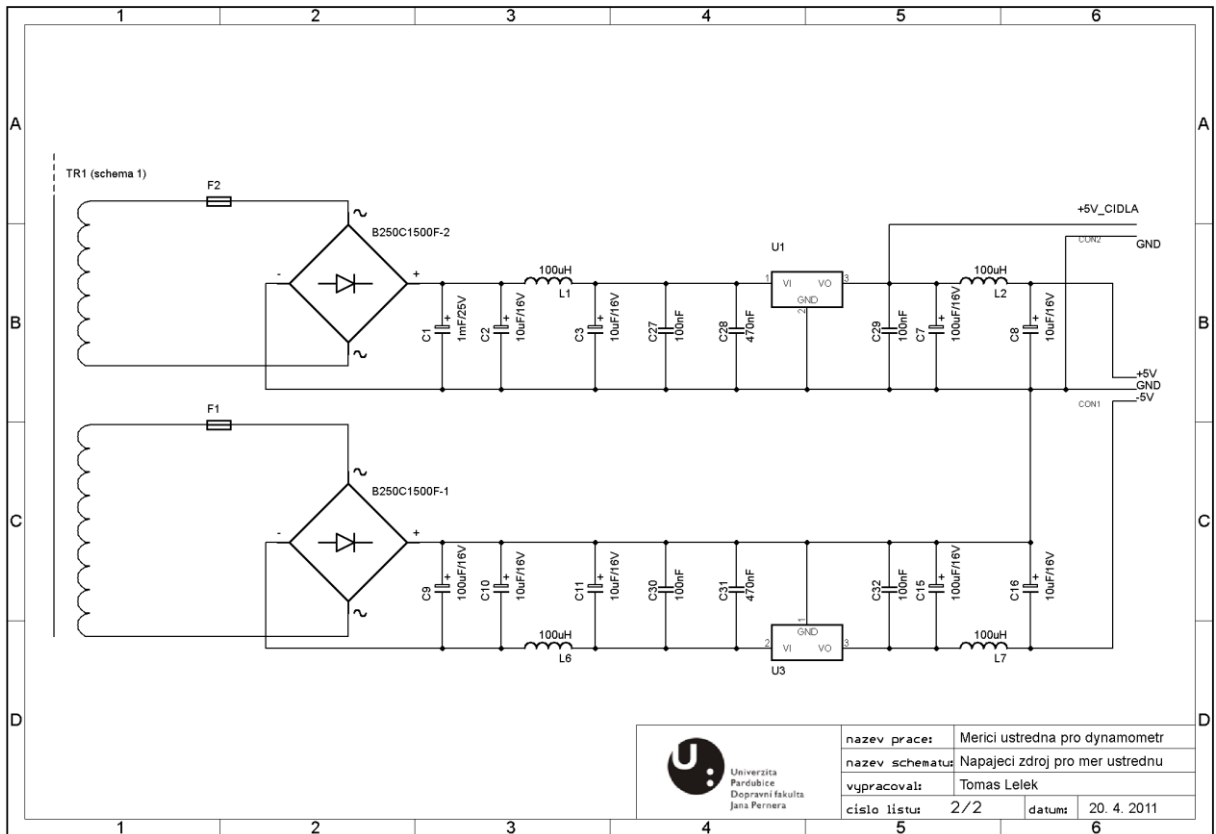 1 2 3 4 5 6
A A
B B
C C
D D
TR1 (schema 1)
F2
B250C1500F-2
- +
C1 1mF/25V
C2 10uF/16V
100uH
L1
C3 10uF/16V
C27 100nF
C28 470nF
U1
1 VI VO 3
GND
2
C29 100nF
C7 100uF/16V
100uH
L2
C8 10uF/16V
+5V_CIDLA
CON2
GND
+5V
GND
CON1
-5V
F1
B250C1500F-1
- +
C9 100uF/16V
C10 10uF/16V
C11 10uF/16V
C30 100nF
C31 470nF
C32 100nF
C15 100uF/16V
C16 10uF/16V
100uH
L6
1
GND
2 VI VO 3
U3
100uH
L7
U:
Univerzita
Pardubice
Dopravní fakulta
Jana Pernera
nazev prace: Merici ustredna pro dynamometr
nazev schematu: Napajeci zdroj pro mer ustrednu
vypracoval: Tomas Lelek
cislo listu: 2/2 datum: 20. 4. 2011
1 2 3 4 5 6